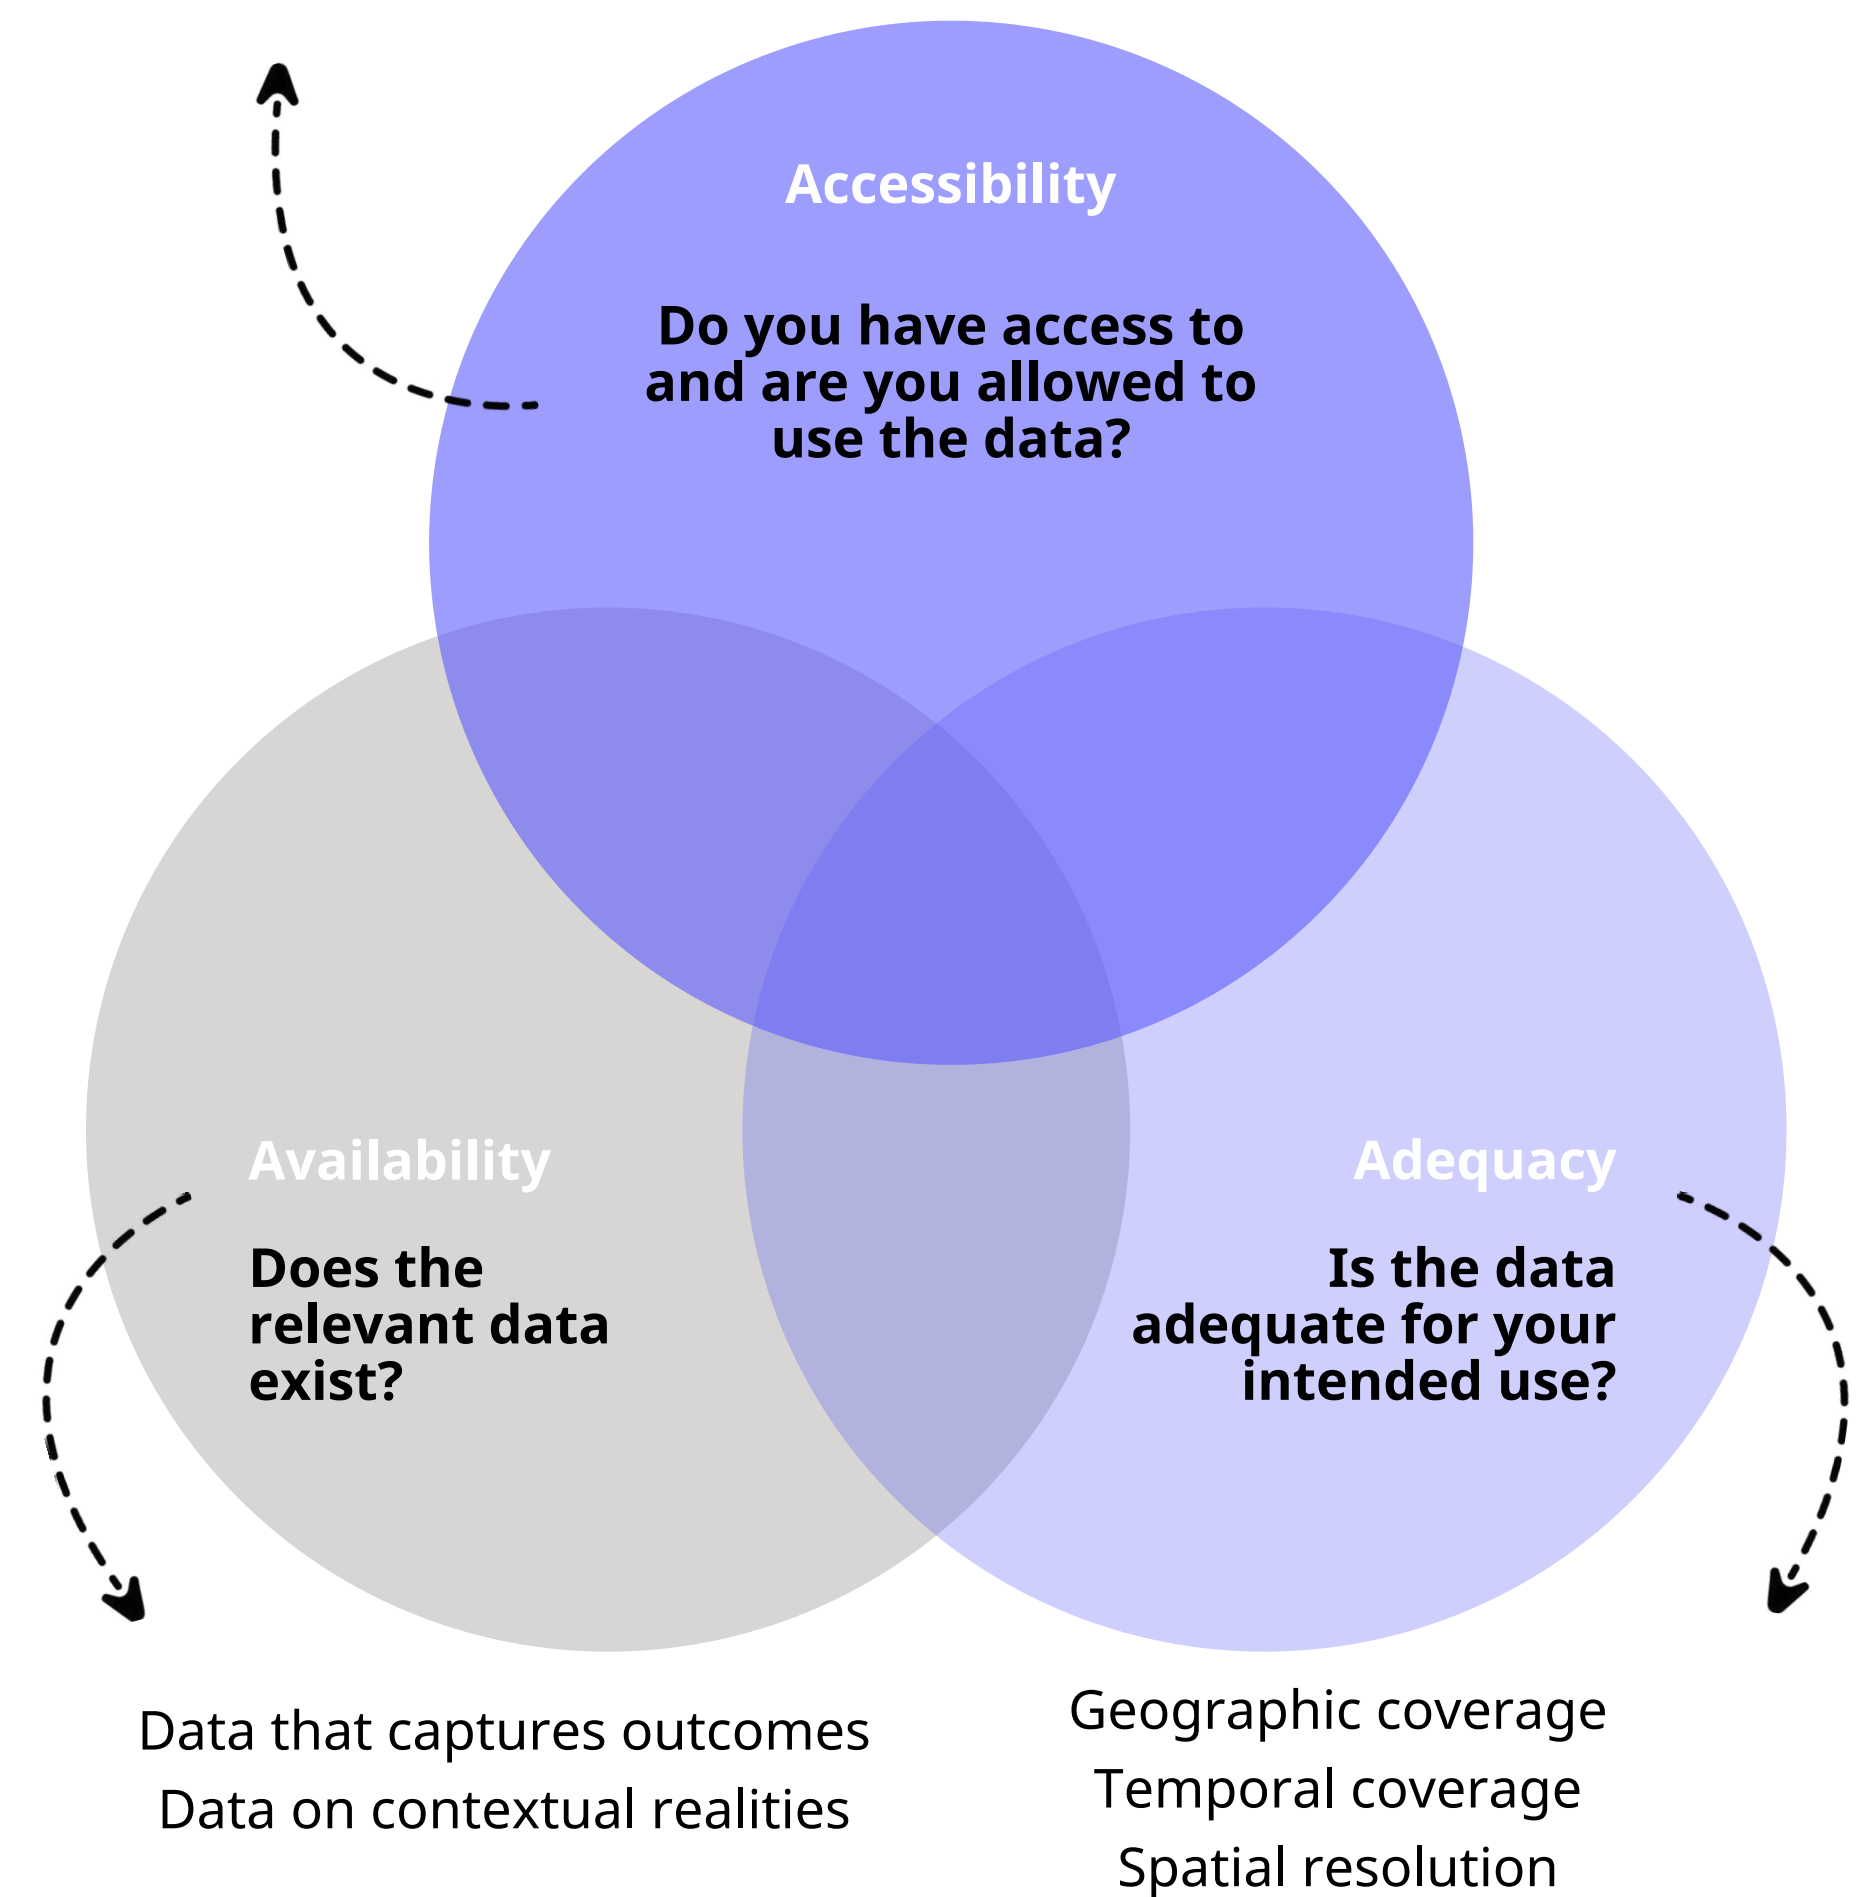 Accessibility
Do you have access to
and are you allowed to
use the data?
Availability
Does the
relevant data
exist?
Adequacy
Is the data
adequate for your
intended use?
Data that captures outcomes
Data on contextual realities
Geographic coverage
Temporal coverage
Spatial resolution